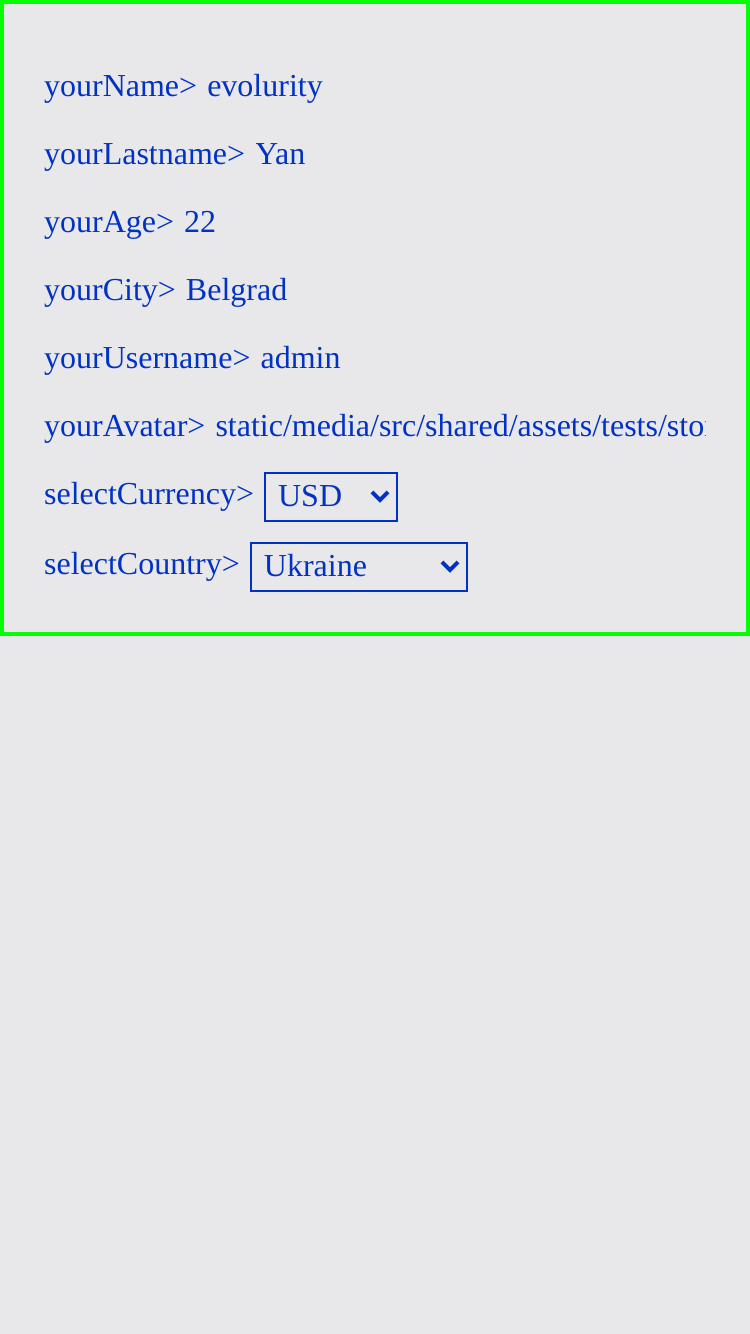 yourName> evolurity
yourLastname> Yan
yourAge> 22
yourCity> Belgrad
yourUsername> admin
yourAvatar> static/media/src/shared/assets/tests/sto
selectCurrency> USD
selectCountry> Ukraine